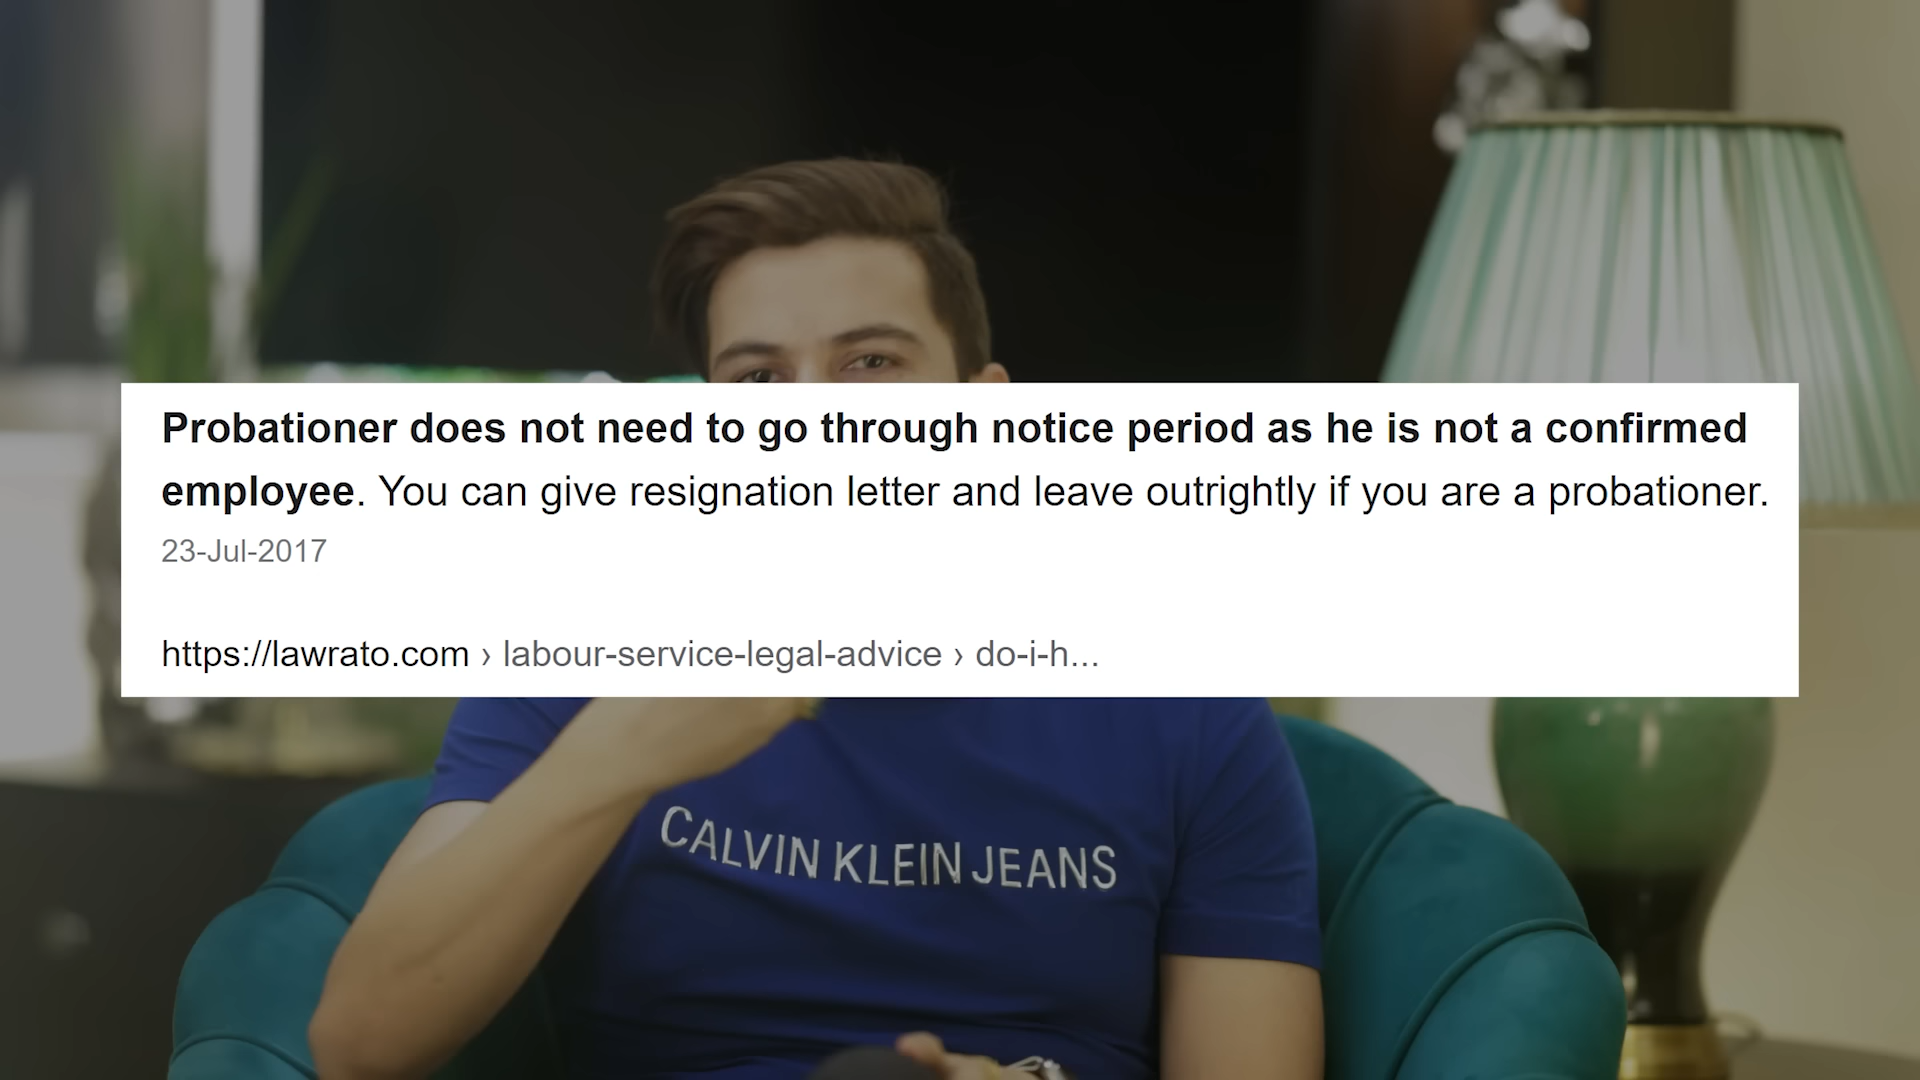 Probationer does not need to go through notice period as he is not a confirmed
employee. You can give resignation letter and leave outrightly if you are a probationer.
23-Jul-2017
https://lawrato.com › labour-service-legal-advice › do-i-h...
CALVIN KLEIN JEANS